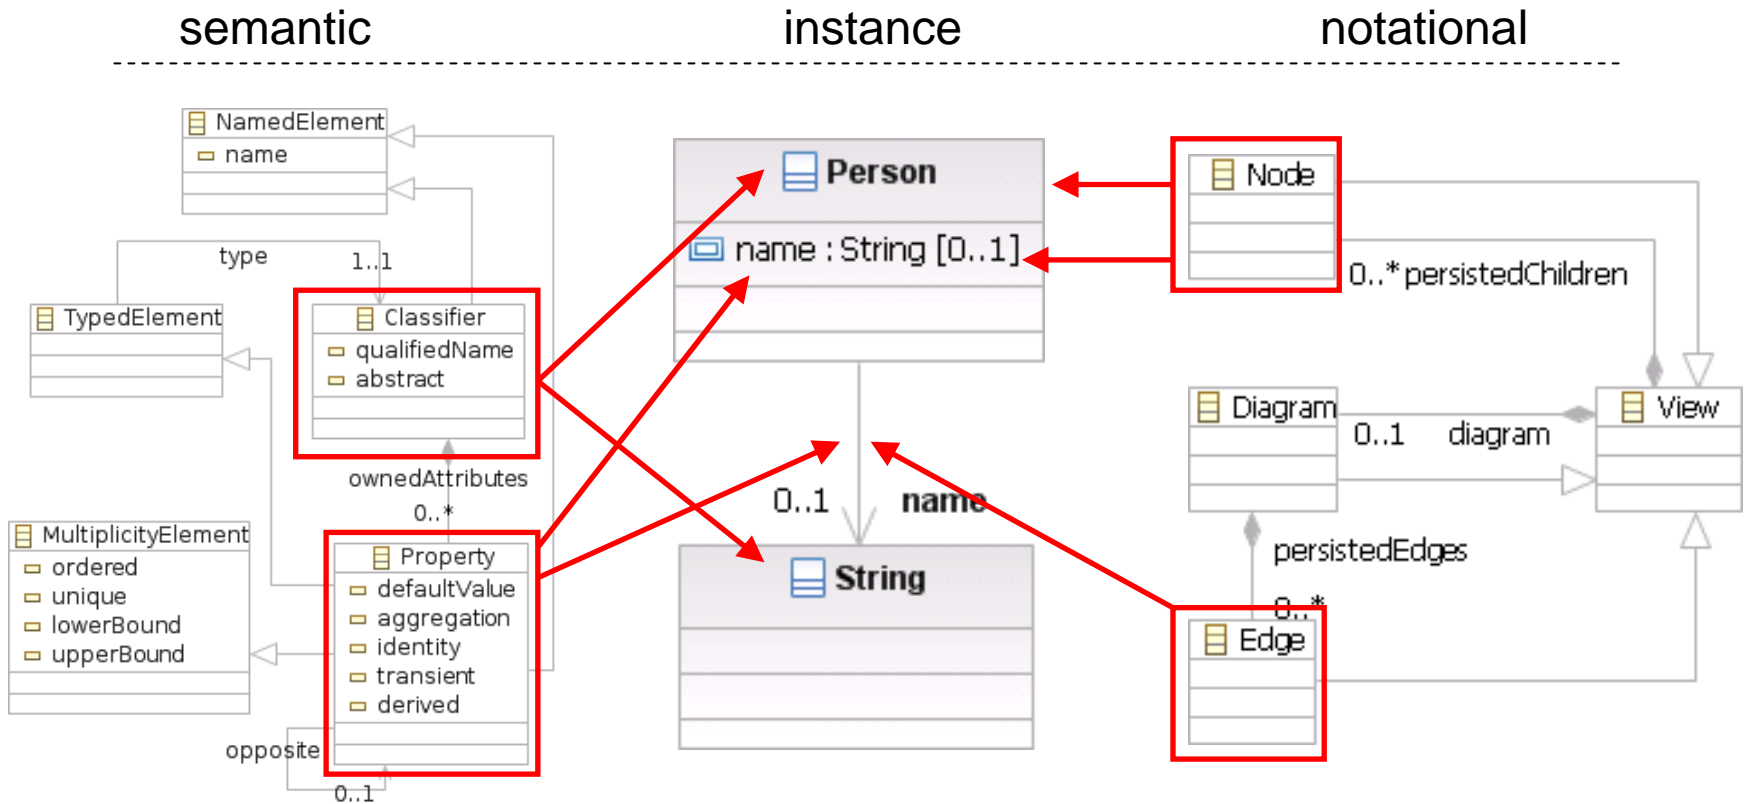 semantic
instance
notational
NamedElement
name
type
1..1
TypedElement
Classifier
qualifiedName
abstract
ownedAttributes
0..*
MultiplicityElement
ordered
unique
lowerBound
upperBound
Property
defaultValue
aggregation
identity
transient
derived
opposite
0..1
Person
name : String [0..1]
0..1
name
String
Node
0..* persistedChildren
Diagram
0..1
diagram
View
persistedEdges
0..*
Edge